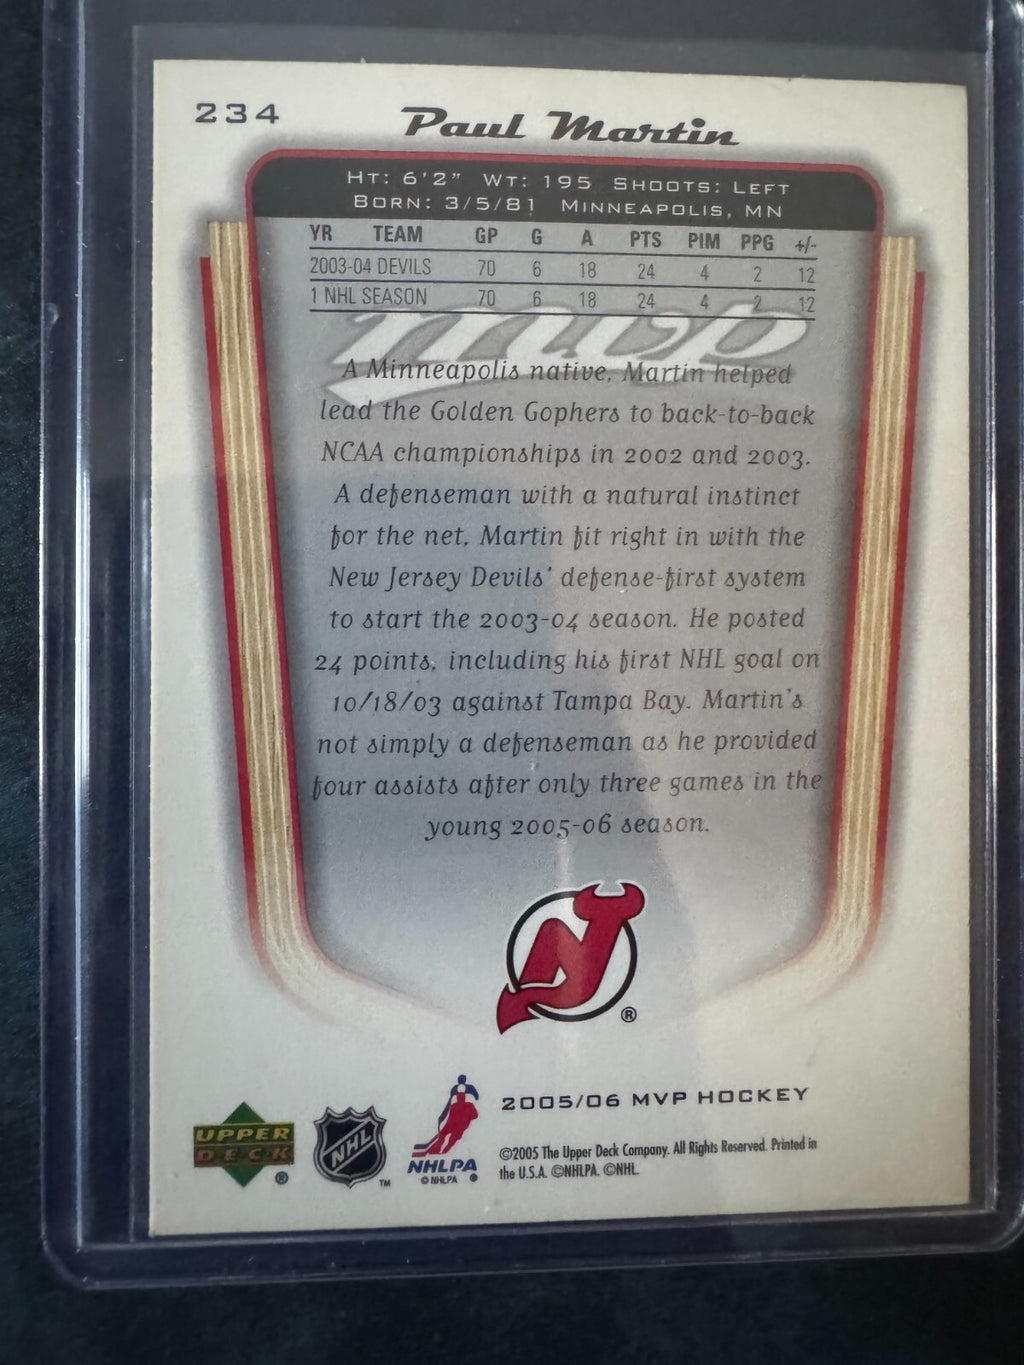 234
Paul Martin
HT: 6'2" WT: 195 SHOOTS: LEFT
BORN: 3/5/81 MINNEAPOLIS, MN
YR TEAM GP G A PTS PIM PPG +/-
2003-04 DEVILS 70 6 18 24 4 2 12
1 NHL SEASON 70 6 18 24 4 2 12
mvp
A Minneapolis native, Martin helped
lead the Golden Gophers to back-to-back
NCAA championships in 2002 and 2003.
A defenseman with a natural instinct
for the net, Martin fit right in with the
New Jersey Devils' defense-first system
to start the 2003-04 season. He posted
24 points, including his first NHL goal on
10/18/03 against Tampa Bay. Martin's
not simply a defenseman as he provided
four assists after only three games in the
young 2005-06 season.
NJ ®
2005/06 MVP HOCKEY
UPPER
DECK ®
NHL ™
NHLPA ®
© NHLPA
©2005 The Upper Deck Company. All Rights Reserved. Printed in
the U.S.A. ©NHLPA. ©NHL.